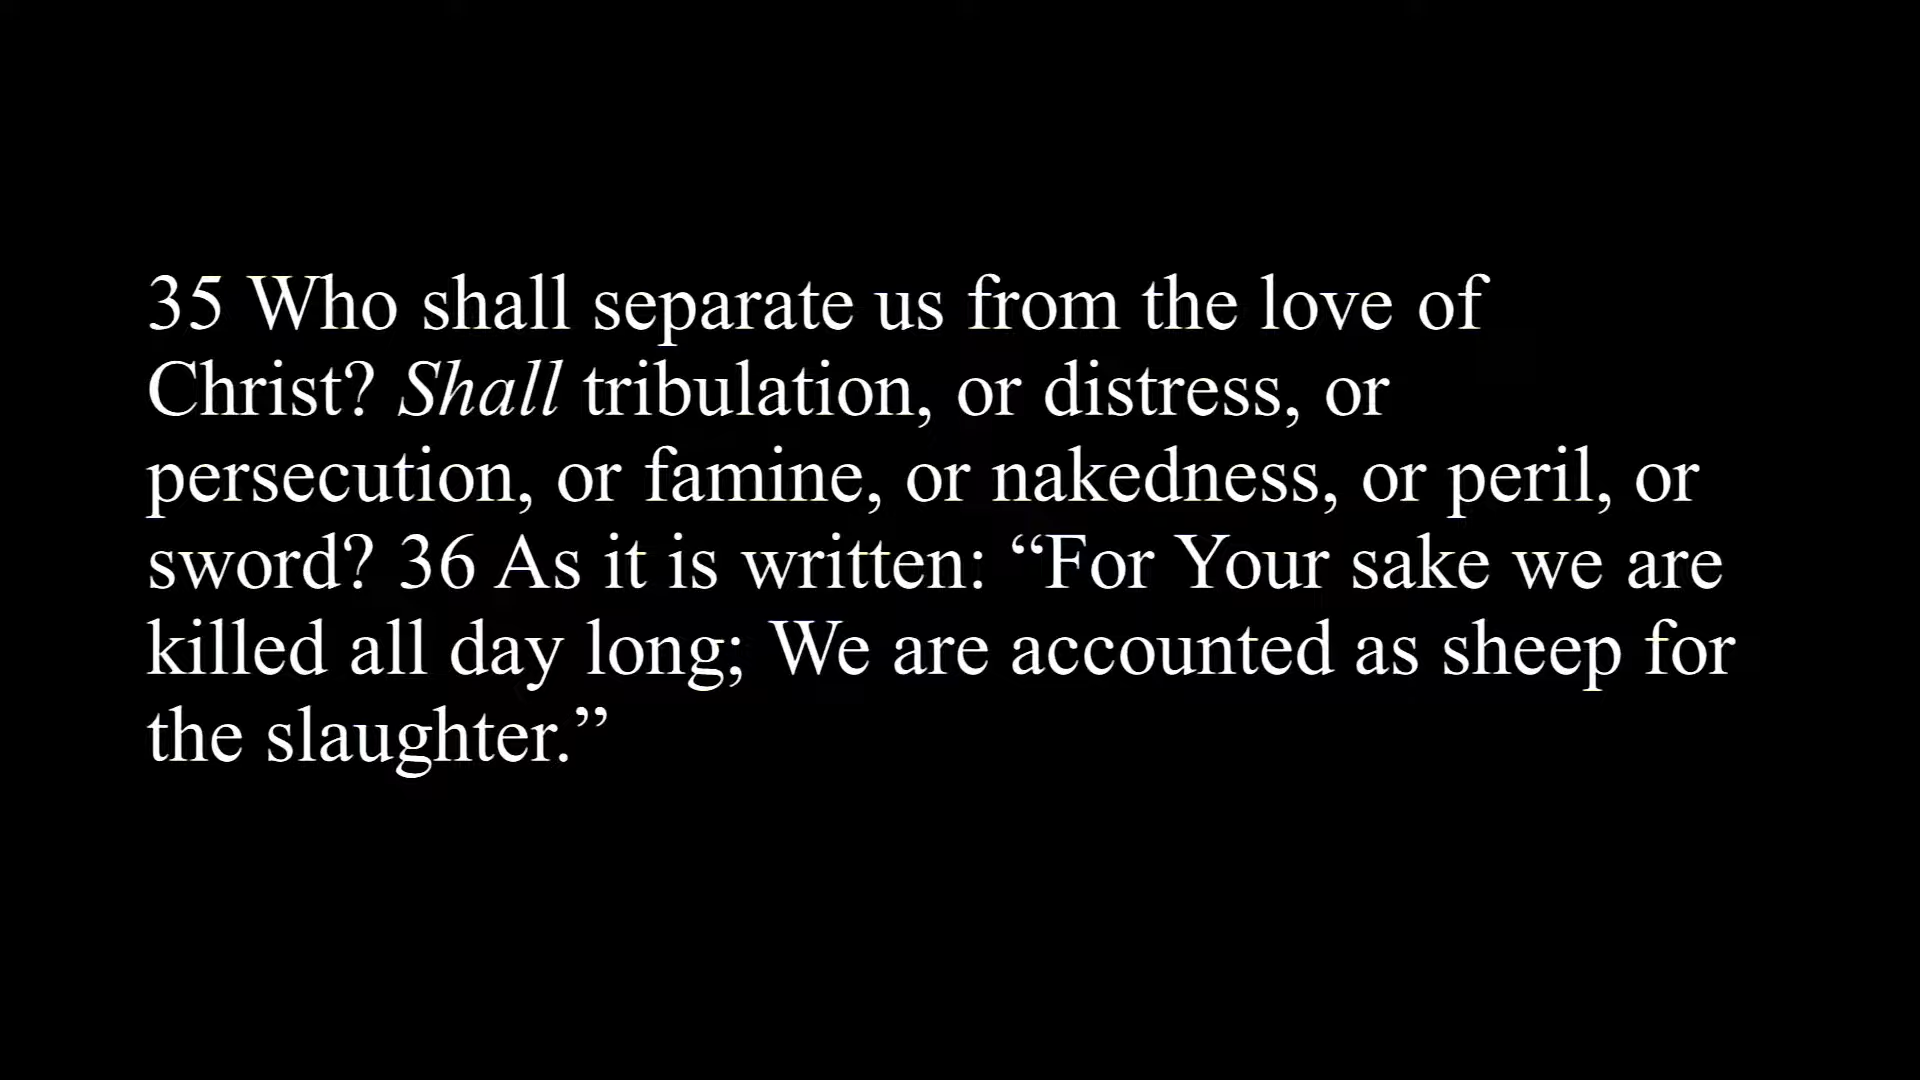 35 Who shall separate us from the love of
Christ? Shall tribulation, or distress, or
persecution, or famine, or nakedness, or peril, or
sword? 36 As it is written: “For Your sake we are
killed all day long; We are accounted as sheep for
the slaughter.”